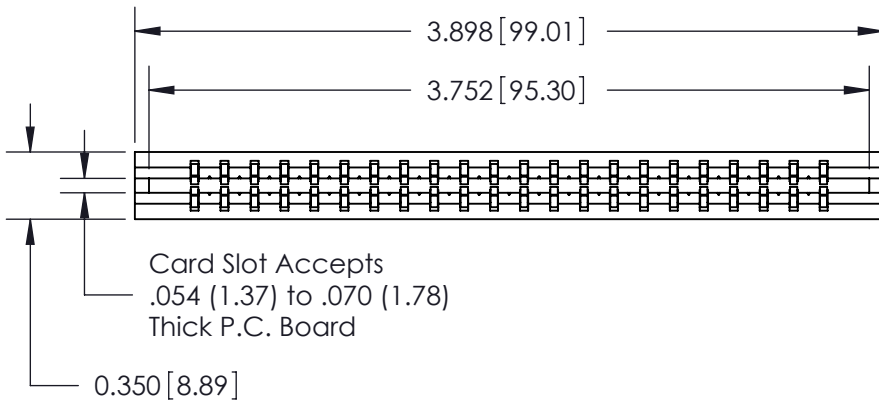 3.898 [99.01]
3.752 [95.30]
Card Slot Accepts
.054 (1.37) to .070 (1.78)
Thick P.C. Board
0.350 [8.89]